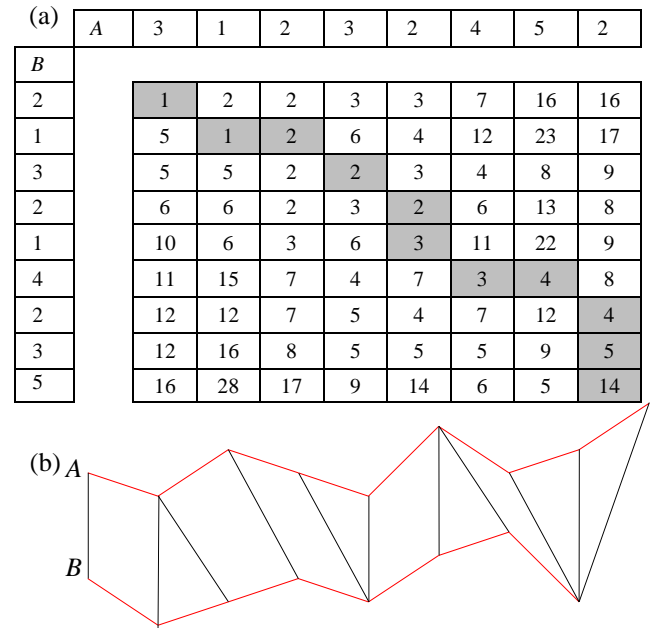 (a)
A 3 1 2 3 2 4 5 2
B
2 1 2 2 3 3 7 16 16
1 5 1 2 6 4 12 23 17
3 5 5 2 2 3 4 8 9
2 6 6 2 3 2 6 13 8
1 10 6 3 6 3 11 22 9
4 11 15 7 4 7 3 4 8
2 12 12 7 5 4 7 12 4
3 12 16 8 5 5 5 9 5
5 16 28 17 9 14 6 5 14
(b) A
B